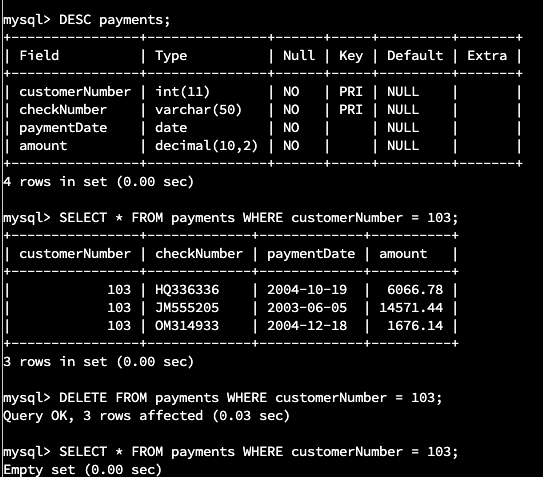 mysql> DESC payments;
+----------------+---------------+------+-----+---------+-------+
| Field          | Type          | Null | Key | Default | Extra |
+----------------+---------------+------+-----+---------+-------+
| customerNumber | int(11)       | NO   | PRI | NULL    |       |
| checkNumber    | varchar(50)   | NO   | PRI | NULL    |       |
| paymentDate    | date          | NO   |     | NULL    |       |
| amount         | decimal(10,2) | NO   |     | NULL    |       |
+----------------+---------------+------+-----+---------+-------+
4 rows in set (0.00 sec)
mysql> SELECT * FROM payments WHERE customerNumber = 103;
+----------------+-------------+-------------+----------+
| customerNumber | checkNumber | paymentDate | amount   |
+----------------+-------------+-------------+----------+
|            103 | HQ336336    | 2004-10-19  |  6066.78 |
|            103 | JM555205    | 2003-06-05  | 14571.44 |
|            103 | OM314933    | 2004-12-18  |  1676.14 |
+----------------+-------------+-------------+----------+
3 rows in set (0.00 sec)
mysql> DELETE FROM payments WHERE customerNumber = 103;
Query OK, 3 rows affected (0.03 sec)
mysql> SELECT * FROM payments WHERE customerNumber = 103;
Empty set (0.00 sec)